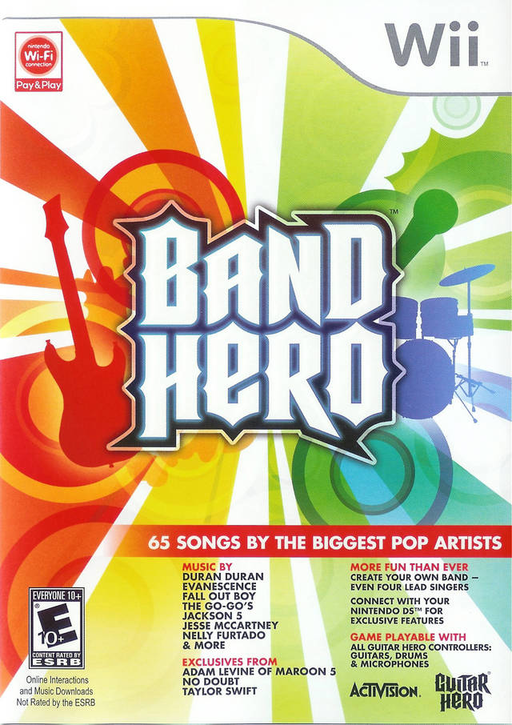 nintendo
Wi-Fi
connection
Pay & Play
Wii™
BAND
HERO
™
65 SONGS BY THE BIGGEST POP ARTISTS
MUSIC BY
DURAN DURAN
EVANESCENCE
FALL OUT BOY
THE GO-GO'S
JACKSON 5
JESSE MCCARTNEY
NELLY FURTADO
& MORE
EXCLUSIVES FROM
ADAM LEVINE OF MAROON 5
NO DOUBT
TAYLOR SWIFT
MORE FUN THAN EVER
CREATE YOUR OWN BAND —
EVEN FOUR LEAD SINGERS
CONNECT WITH YOUR
NINTENDO DS™ FOR
EXCLUSIVE FEATURES
GAME PLAYABLE WITH
ALL GUITAR HERO CONTROLLERS:
GUITARS, DRUMS
& MICROPHONES
EVERYONE 10+
E
10+
CONTENT RATED BY
ESRB
Online Interactions
and Music Downloads
Not Rated by the ESRB
ACTIVISION.
GUITAR
HERO